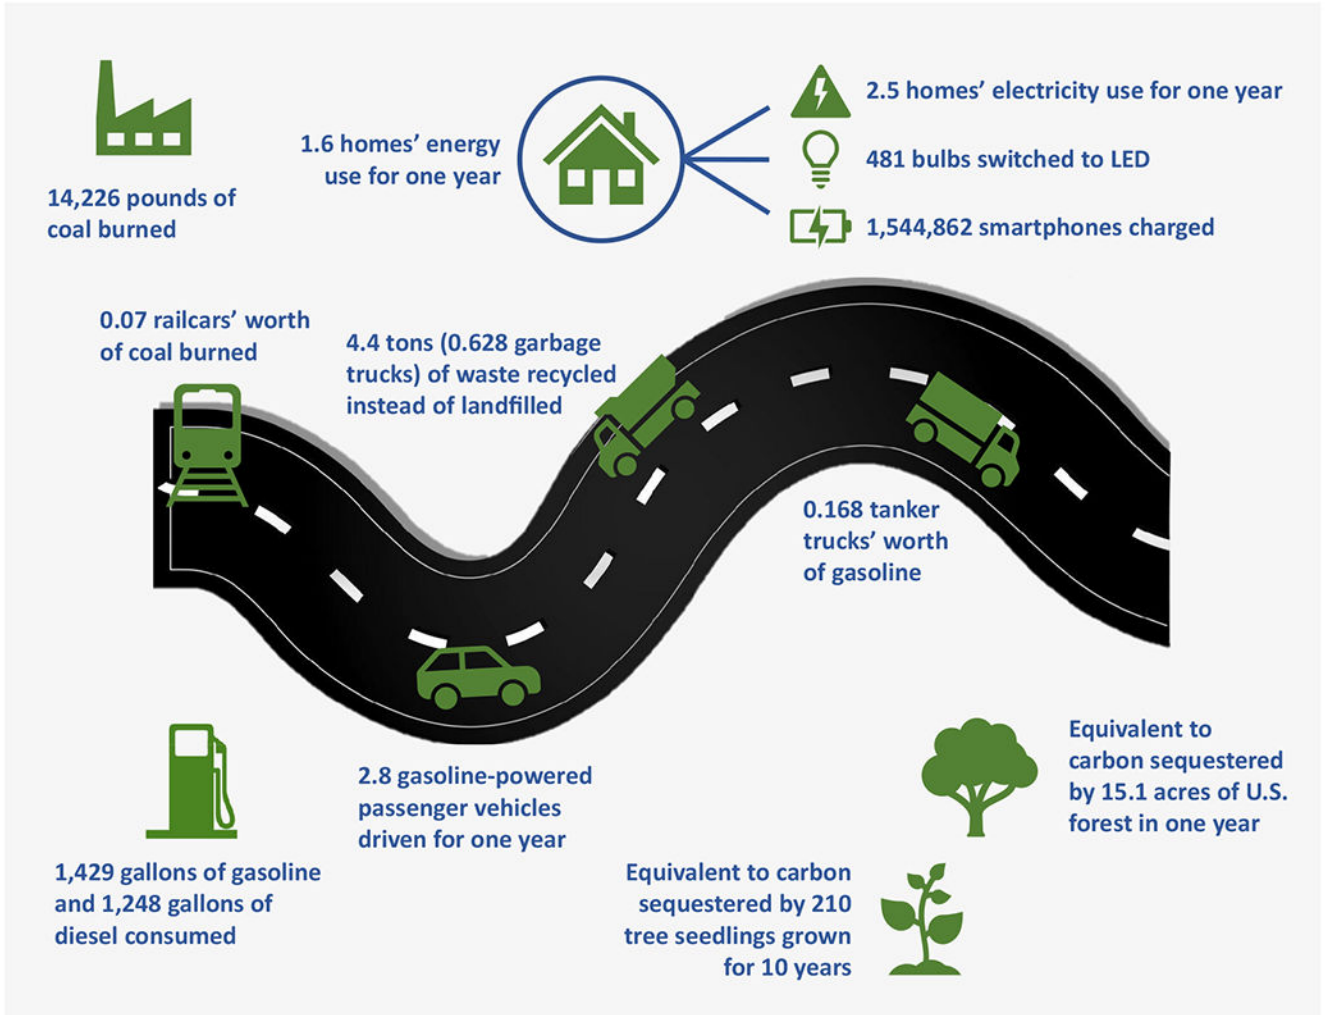 14,226 pounds of
coal burned
1.6 homes’ energy
use for one year
2.5 homes’ electricity use for one year
481 bulbs switched to LED
1,544,862 smartphones charged
0.07 railcars’ worth
of coal burned
4.4 tons (0.628 garbage
trucks) of waste recycled
instead of landfilled
0.168 tanker
trucks’ worth
of gasoline
2.8 gasoline-powered
passenger vehicles
driven for one year
1,429 gallons of gasoline
and 1,248 gallons of
diesel consumed
Equivalent to
carbon sequestered
by 15.1 acres of U.S.
forest in one year
Equivalent to carbon
sequestered by 210
tree seedlings grown
for 10 years